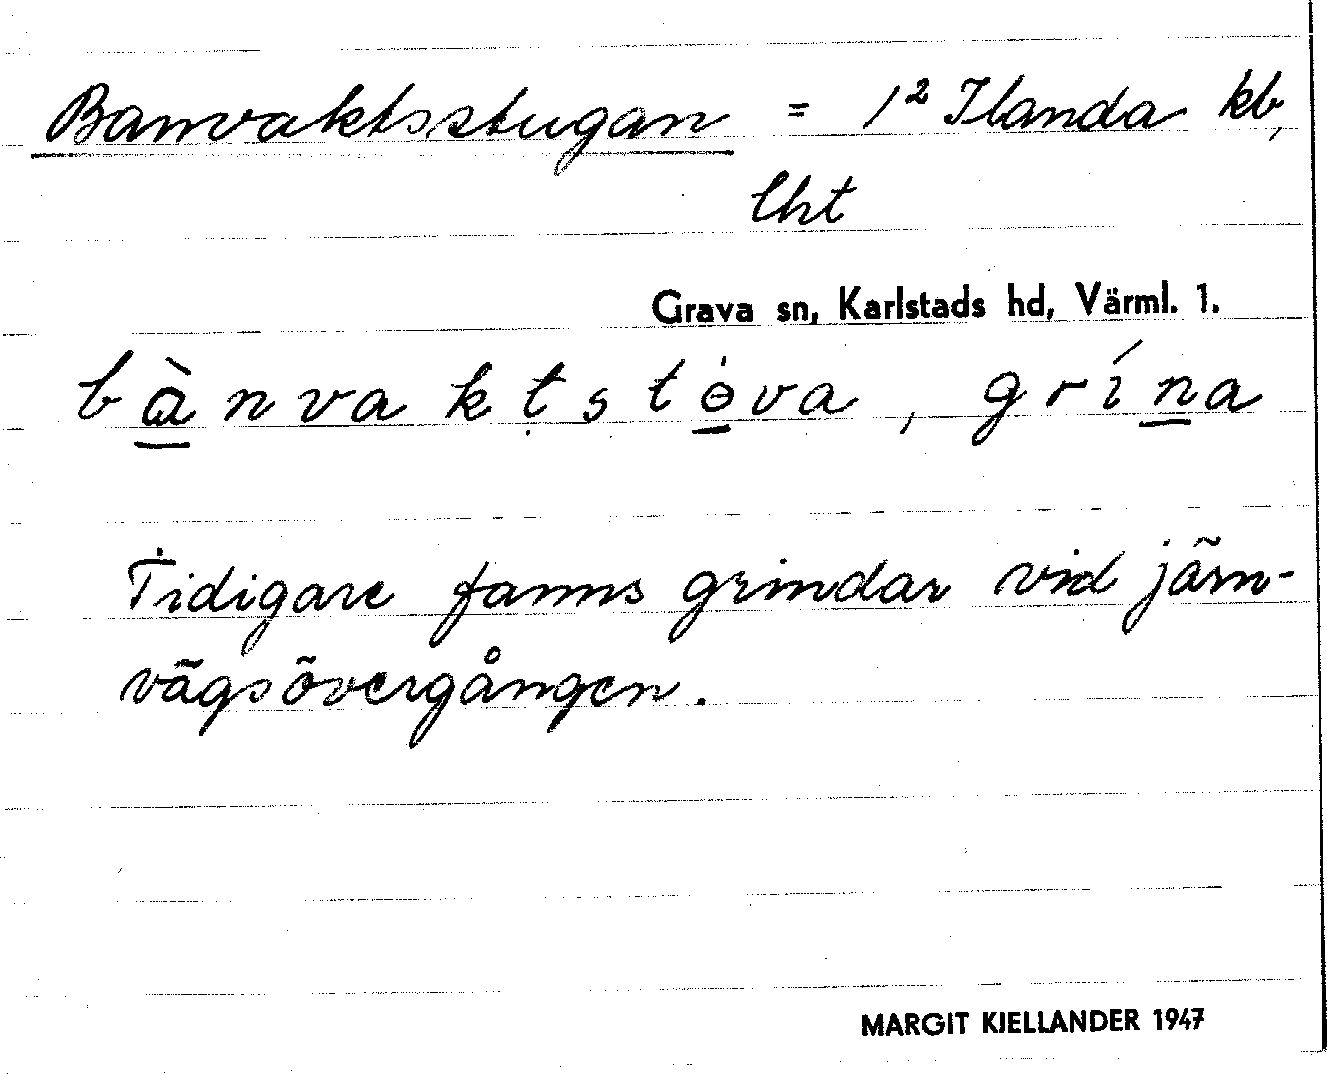 Banvaktsstugan = 1² Ilanda kb,
lht
Grava sn, Karlstads hd, Värml. 1.
bànvaktstɵva, grína
Tidigare fanns grindar vid järn-
vägsövergången.
MARGIT KJELLANDER 1947